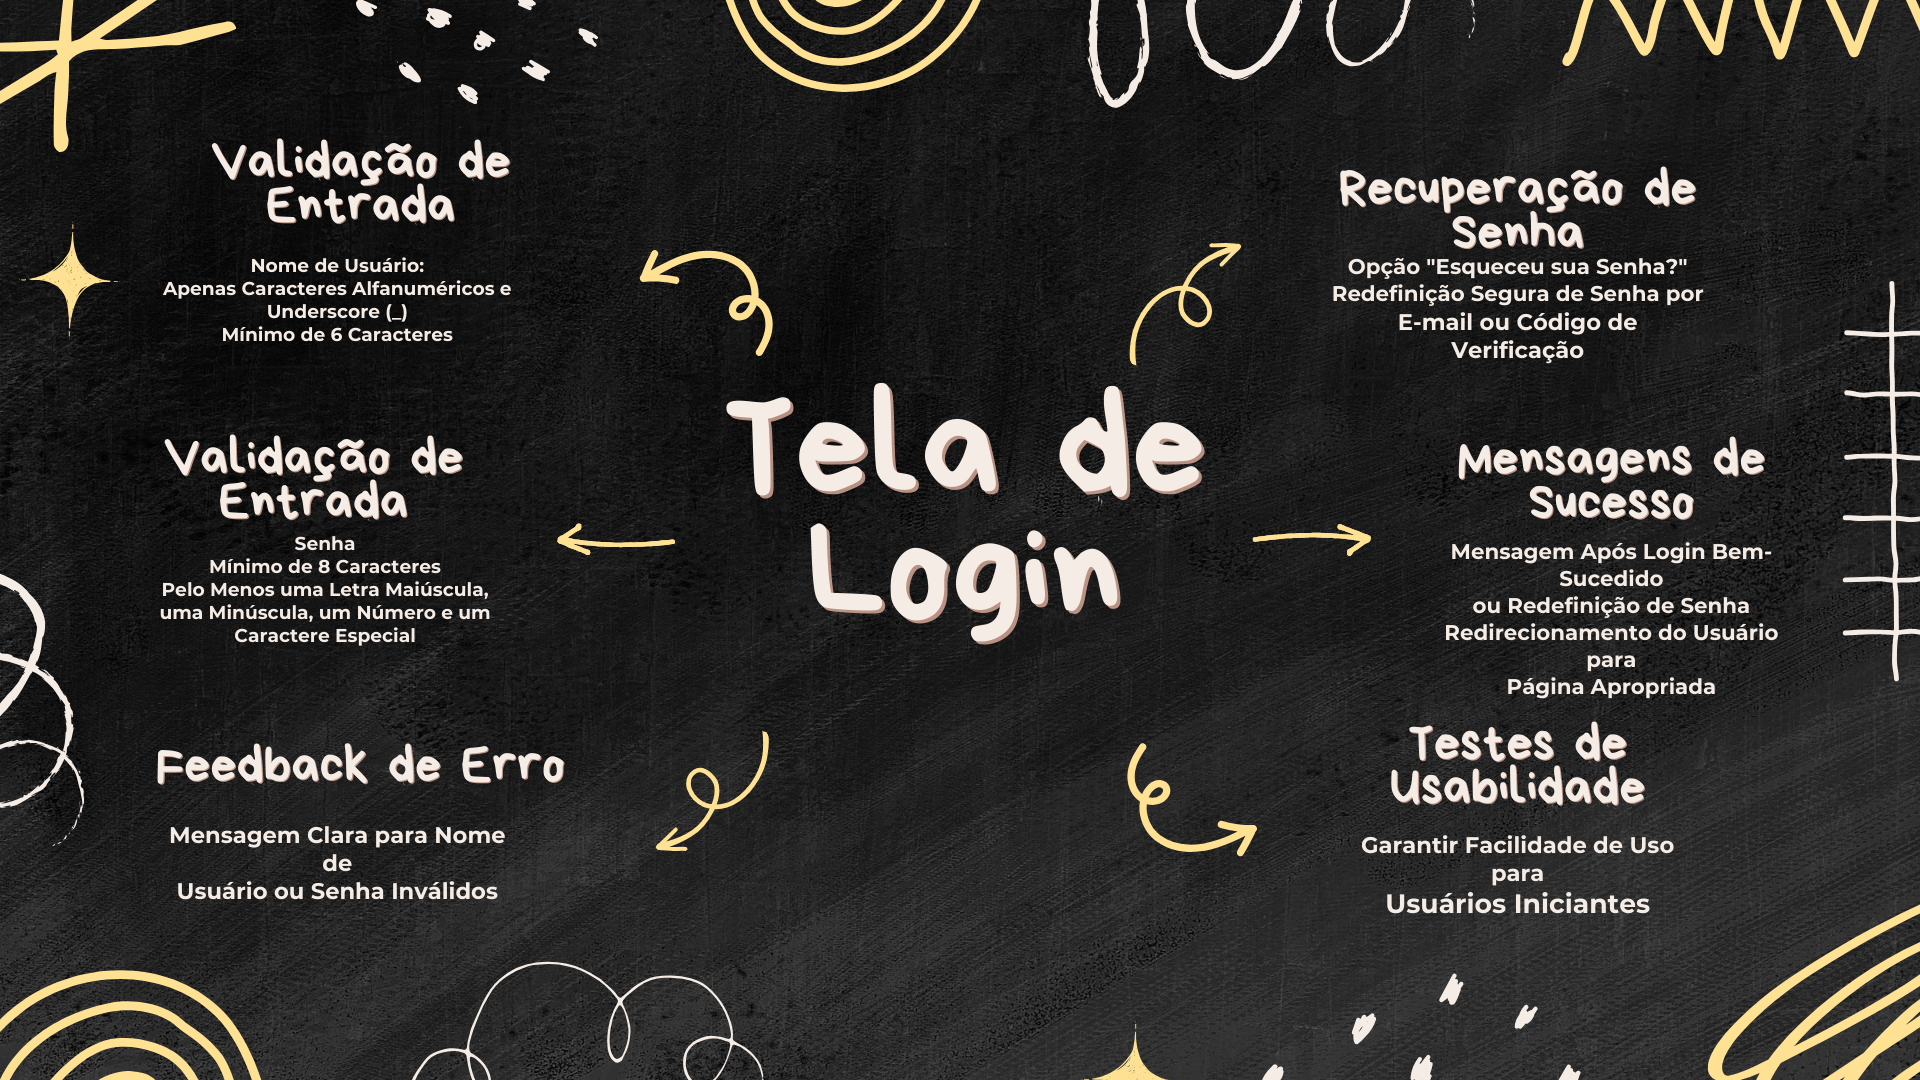 Validação de
Entrada
Nome de Usuário:
Apenas Caracteres Alfanuméricos e
Underscore (_)
Mínimo de 6 Caracteres
Validação de
Entrada
Senha
Mínimo de 8 Caracteres
Pelo Menos uma Letra Maiúscula,
uma Minúscula, um Número e um
Caractere Especial
Feedback de Erro
Mensagem Clara para Nome
de
Usuário ou Senha Inválidos
Tela de
Login
Recuperação de
Senha
Opção "Esqueceu sua Senha?"
Redefinição Segura de Senha por
E-mail ou Código de
Verificação
Mensagens de
Sucesso
Mensagem Após Login Bem-
Sucedido
ou Redefinição de Senha
Redirecionamento do Usuário
para
Página Apropriada
Testes de
Usabilidade
Garantir Facilidade de Uso
para
Usuários Iniciantes